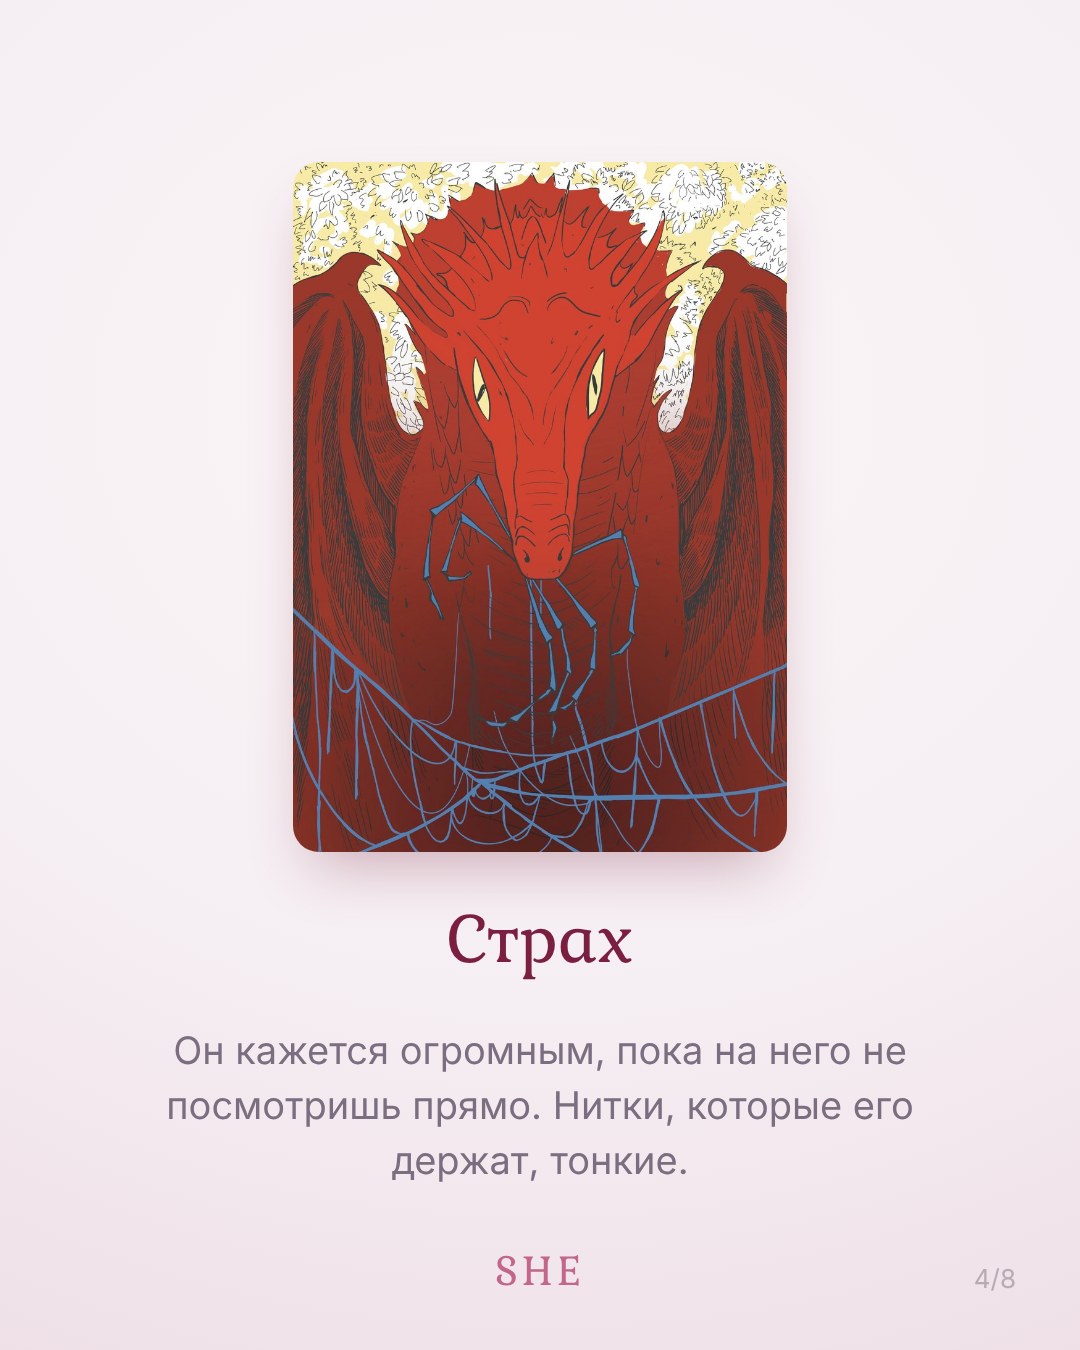 Страх
Он кажется огромным, пока на него не
посмотришь прямо. Нитки, которые его
держат, тонкие.
SHE
4/8